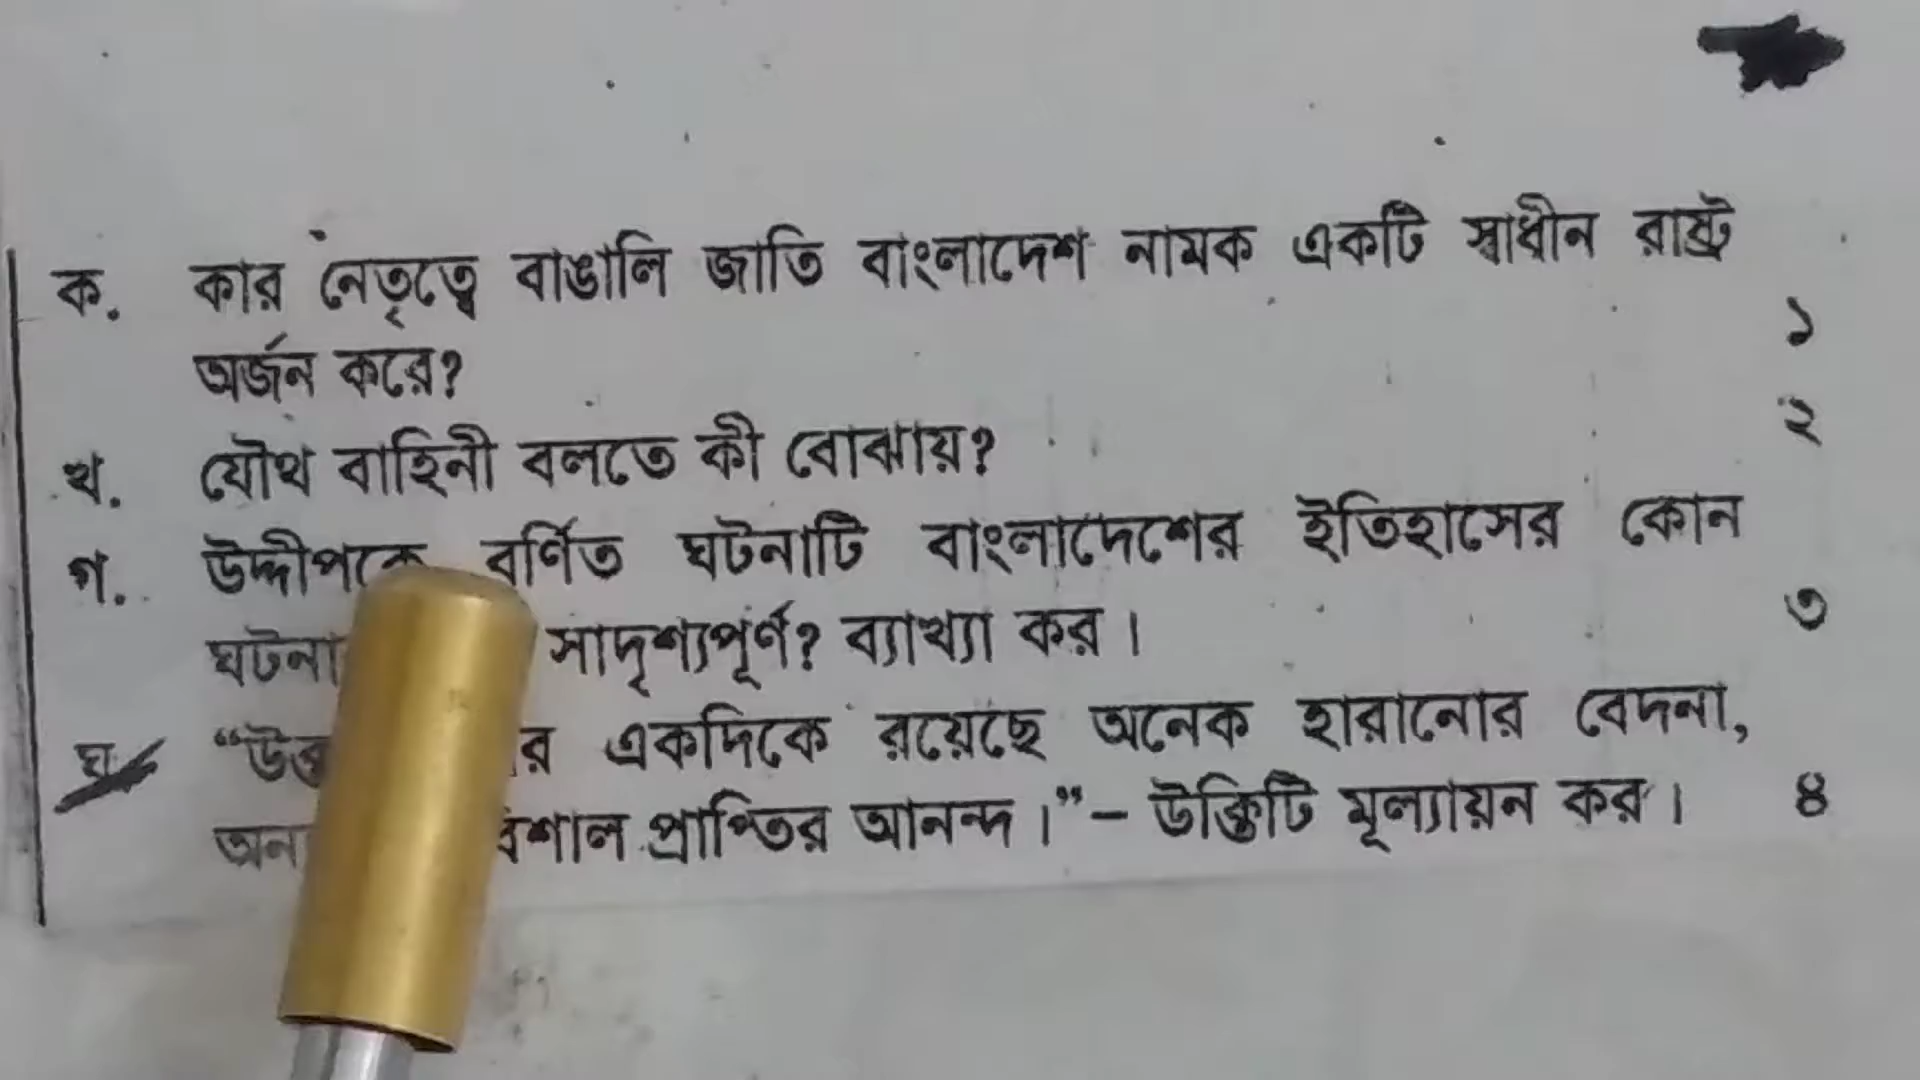 ক. কার নেতৃত্বে বাঙালি জাতি বাংলাদেশ নামক একটি স্বাধীন রাষ্ট্র
অর্জন করে? ১
খ. যৌথ বাহিনী বলতে কী বোঝায়? ২
গ. উদ্দীপকে বর্ণিত ঘটনাটি বাংলাদেশের ইতিহাসের কোন
সাদৃশ্যপূর্ণ? ব্যাখ্যা কর। ৩
ঘ. একদিকে রয়েছে অনেক হারানোর বেদনা,
প্রাপ্তির আনন্দ।”– উক্তিটি মূল্যায়ন কর। ৪